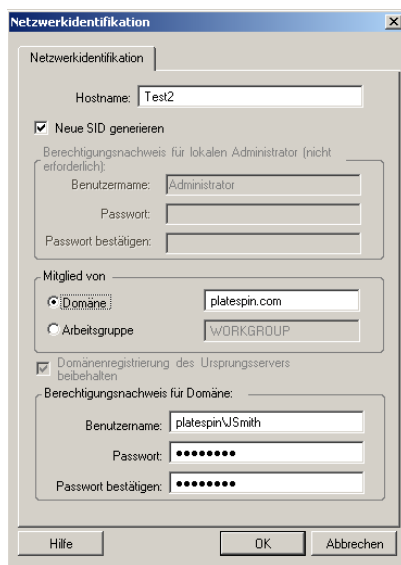 Netzwerkidentifikation
Netzwerkidentifikation
Hostname: Test2
Neue SID generieren
Berechtigungsnachweis für lokalen Administrator (nicht
erforderlich):
Benutzermame: Administrator
Passwort:
Passwort bestätigen:
Mitglied von
Domäne platespin.com
Arbeitsgruppe WORKGROUP
Domänenregistrierung des Ursprungsservers
beibehalten
Berechtigungsnachweis für Domäne:
Benutzername: platespin\JSmith
Passwort: ●●●●●●●●
Passwort bestätigen: ●●●●●●●●
Hilfe OK Abbrechen